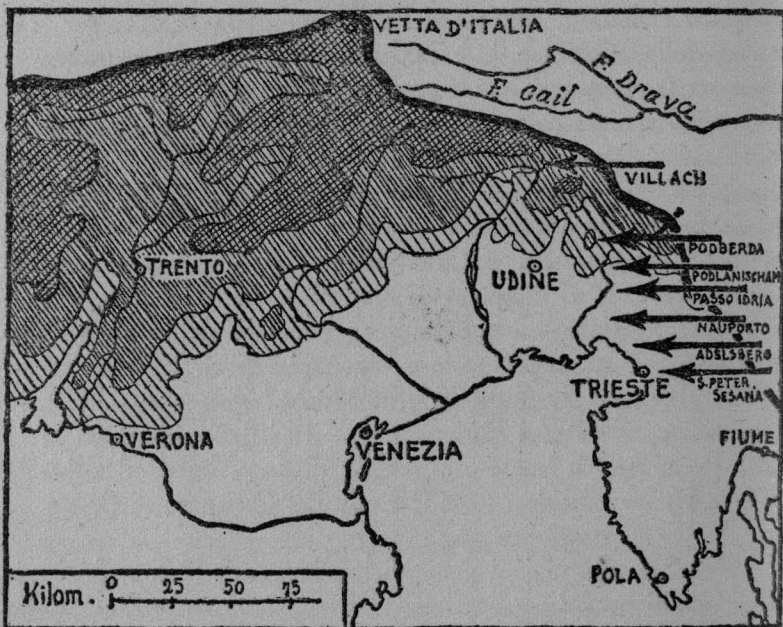 VETTA D'ITALIA
F. Drava
F. Gail
VILLACH
PODBERDA
TRENTO
UDINE
PODLANISCHAM
PASSO IDRIA
NAUPORTO
ADSLSBERG
TRIESTE
S. PETER.
SESANA
VERONA
VENEZIA
FIUME
POLA
Kilom. 0 25 50 75